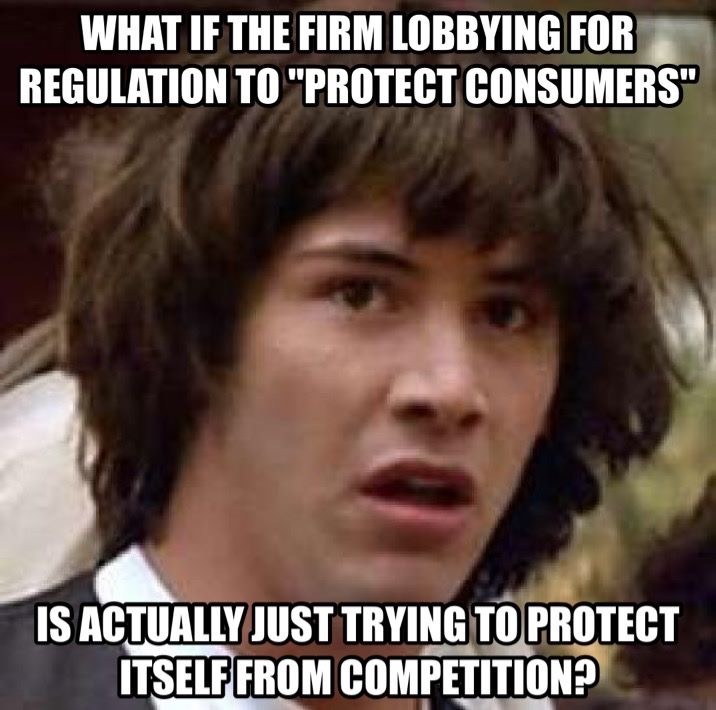 WHAT IF THE FIRM LOBBYING FOR
REGULATION TO "PROTECT CONSUMERS"
IS ACTUALLY JUST TRYING TO PROTECT
ITSELF FROM COMPETITION?